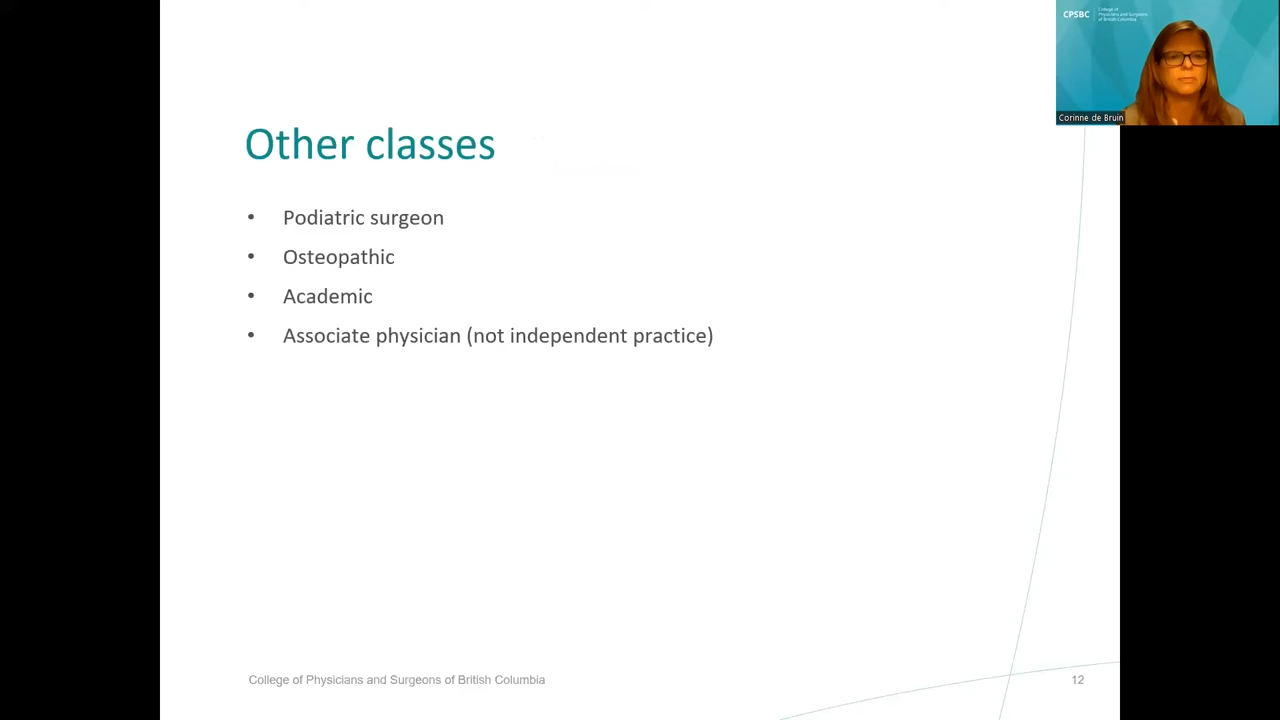 CPSBC
College of
Physicians and Surgeons
of British Columbia
Corinne de Bruin
Other classes
• Podiatric surgeon
• Osteopathic
• Academic
• Associate physician (not independent practice)
College of Physicians and Surgeons of British Columbia
12